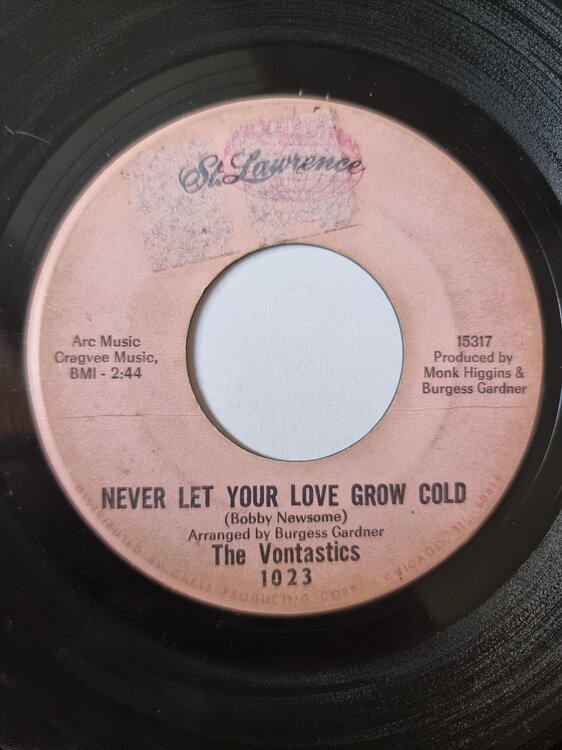 St. Lawrence
Arc Music
Cragvee Music,
BMI - 2:44
15317
Produced by
Monk Higgins &
Burgess Gardner
NEVER LET YOUR LOVE GROW COLD
(Bobby Newsome)
Arranged by Burgess Gardner
The Vontastics
1023
DISTRIBUTED BY CHESS PRODUCING CORP. CHICAGO, ILL. 60616